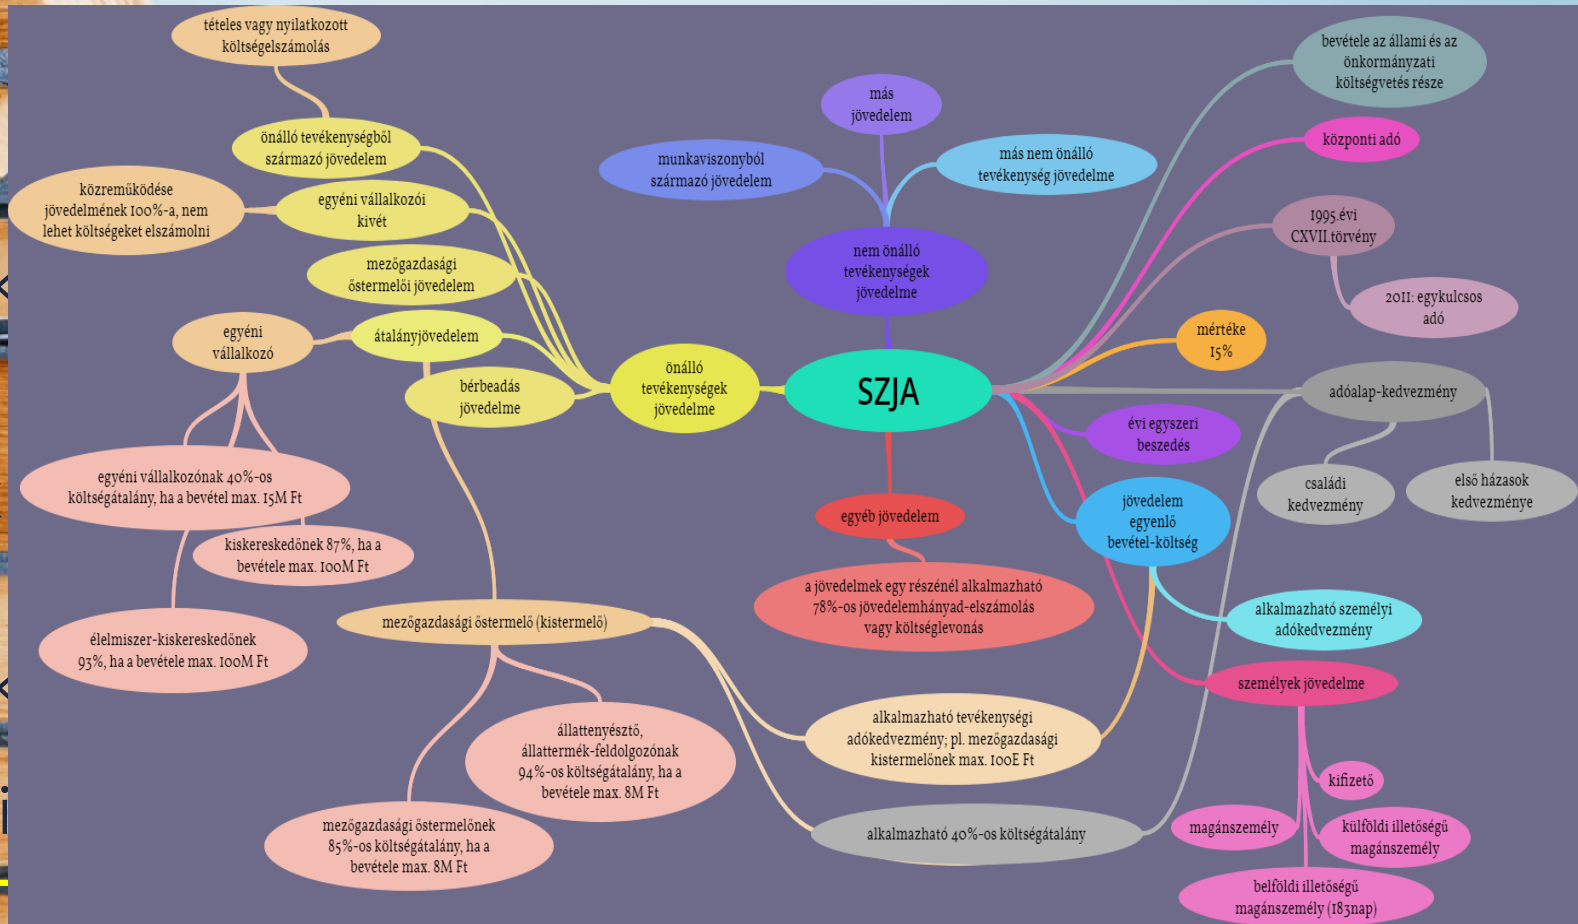 tételes vagy nyilatkozott
költségelszámolás
önálló tevékenységből
származó jövedelem
közreműködése
jövedelmének 100%-a, nem
lehet költségeket elszámolni
egyéni vállalkozói
kivét
mezőgazdasági
őstermelői jövedelem
egyéni
vállalkozó
átalányjövedelem
bérbeadás
jövedelme
önálló
tevékenységek
jövedelme
egyéni vállalkozónak 40%-os
költségátalány, ha a bevétel max. 15M Ft
kiskereskedőnek 87%, ha a
bevétele max. 100M Ft
élelmiszer-kiskereskedőnek
93%, ha a bevétele max. 100M Ft
mezőgazdasági őstermelő (kistermelő)
állattenyésztő,
állattermék-feldolgozónak
94%-os költségátalány, ha a
bevétele max. 8M Ft
mezőgazdasági őstermelőnek
85%-os költségátalány, ha a
bevétele max. 8M Ft
más
jövedelem
munkaviszonyból
származó jövedelem
más nem önálló
tevékenység jövedelme
nem önálló
tevékenységek
jövedelme
SZJA
egyéb jövedelem
a jövedelmek egy részénél alkalmazható
78%-os jövedelemhányad-elszámolás
vagy költséglevonás
alkalmazható tevékenységi
adókedvezmény; pl. mezőgazdasági
kistermelőnek max. 100E Ft
alkalmazható 40%-os költségátalány
bevétele az állami és az
önkormányzati
költségvetés része
központi adó
1995.évi
CXVII.törvény
2011: egykulcsos
adó
mértéke
15%
adóalap-kedvezmény
családi
kedvezmény
első házasok
kedvezménye
évi egyszeri
beszedés
jövedelem
egyenlő
bevétel-költség
alkalmazható személyi
adókedvezmény
személyek jövedelme
kifizető
magánszemély
külföldi illetőségű
magánszemély
belföldi illetőségű
magánszemély (183nap)